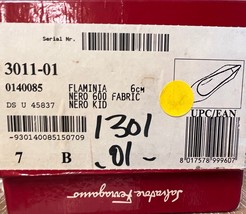 Serial Nr.
3011-01
0140085 FLAMINIA 6cm
NERO 600 FABRIC
DS U 45837 NERO KID
UPC/EAN
-930140085150709
8 017578 999607
7 B
1301
-01-
Salvatore Ferragamo